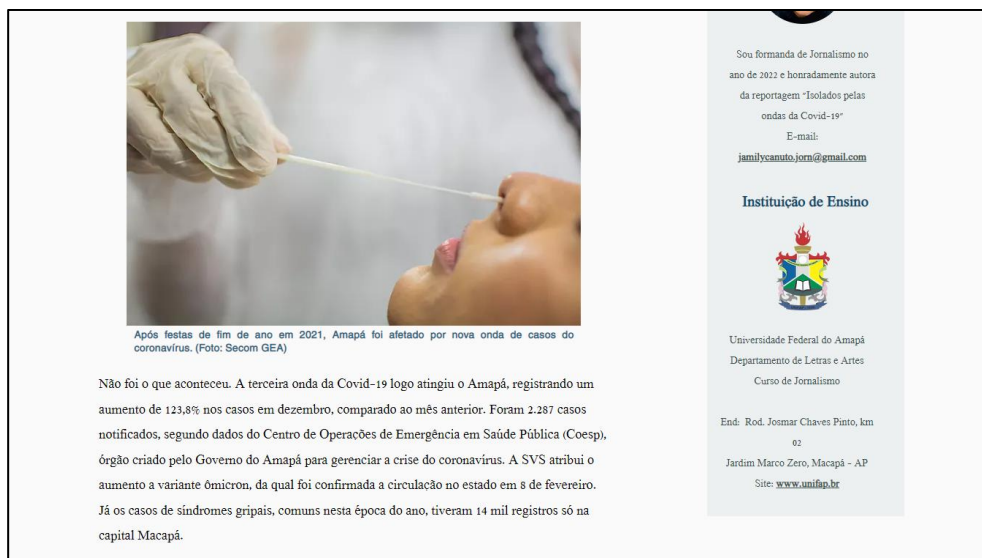 Após festas de fim de ano em 2021, Amapá foi afetado por nova onda de casos do
coronavírus. (Foto: Secom GEA)
Não foi o que aconteceu. A terceira onda da Covid-19 logo atingiu o Amapá, registrando um
aumento de 123,8% nos casos em dezembro, comparado ao mês anterior. Foram 2.287 casos
notificados, segundo dados do Centro de Operações de Emergência em Saúde Pública (Coesp),
órgão criado pelo Governo do Amapá para gerenciar a crise do coronavírus. A SVS atribui o
aumento a variante ômicron, da qual foi confirmada a circulação no estado em 8 de fevereiro.
Já os casos de síndromes gripais, comuns nesta época do ano, tiveram 14 mil registros só na
capital Macapá.
Sou formanda de Jornalismo no
ano de 2022 e honradamente autora
da reportagem "Isolados pelas
ondas da Covid-19"
E-mail:
jamilycanuto.jorn@gmail.com
Instituição de Ensino
Universidade Federal do Amapá
Departamento de Letras e Artes
Curso de Jornalismo
End: Rod. Josmar Chaves Pinto, km
02
Jardim Marco Zero, Macapá - AP
Site: www.unifap.br